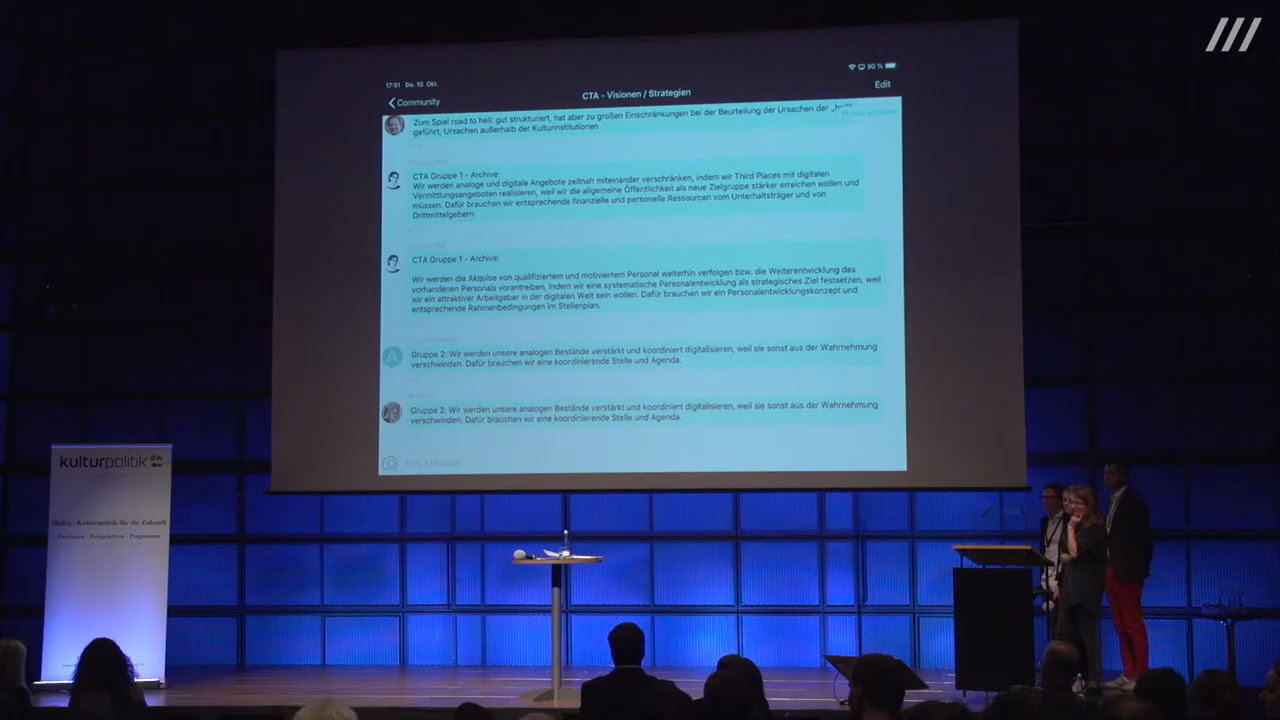 17:51 Do. 10. Okt.
90 %
Community
CTA - Visionen / Strategien
Edit
Zum Spiel road to hell: gut strukturiert, hat aber zu großen Einschränkungen bei der Beurteilung der Ursachen der
geführt, Ursachen außerhalb der Kulturinstitutionen
CTA Gruppe 1 - Archive:
Wir werden analoge und digitale Angebote zeitnah miteinander verschränken, indem wir Third Places mit digitalen
Vermittlungsangeboten realisieren, weil wir die allgemeine Öffentlichkeit als neue Zielgruppe stärker erreichen wollen und
müssen. Dafür brauchen wir entsprechende finanzielle und personelle Ressourcen vom Unterhaltsträger und von
Drittmittelgebern.
CTA Gruppe 1 - Archive:
Wir werden die Akquise von qualifiziertem und motiviertem Personal weiterhin verfolgen bzw. die Weiterentwicklung des
vorhandenen Personals vorantreiben, indem wir eine systematische Personalentwicklung als strategisches Ziel festsetzen, weil
wir ein attraktiver Arbeitgeber in der digitalen Welt sein wollen. Dafür brauchen wir ein Personalentwicklungskonzept und
entsprechende Rahmenbedingungen im Stellenplan.
A
Gruppe 2: Wir werden unsere analogen Bestände verstärkt und koordiniert digitalisieren, weil sie sonst aus der Wahrnehmung
verschwinden. Dafür brauchen wir eine koordinierende Stelle und Agenda.
Gruppe 2: Wir werden unsere analogen Bestände verstärkt und koordiniert digitalisieren, weil sie sonst aus der Wahrnehmung
verschwinden. Dafür brauchen wir eine koordinierende Stelle und Agenda.
kulturpolitik BW
Dialog | Kulturpolitik für die Zukunft
Positionen · Perspektiven · Programme